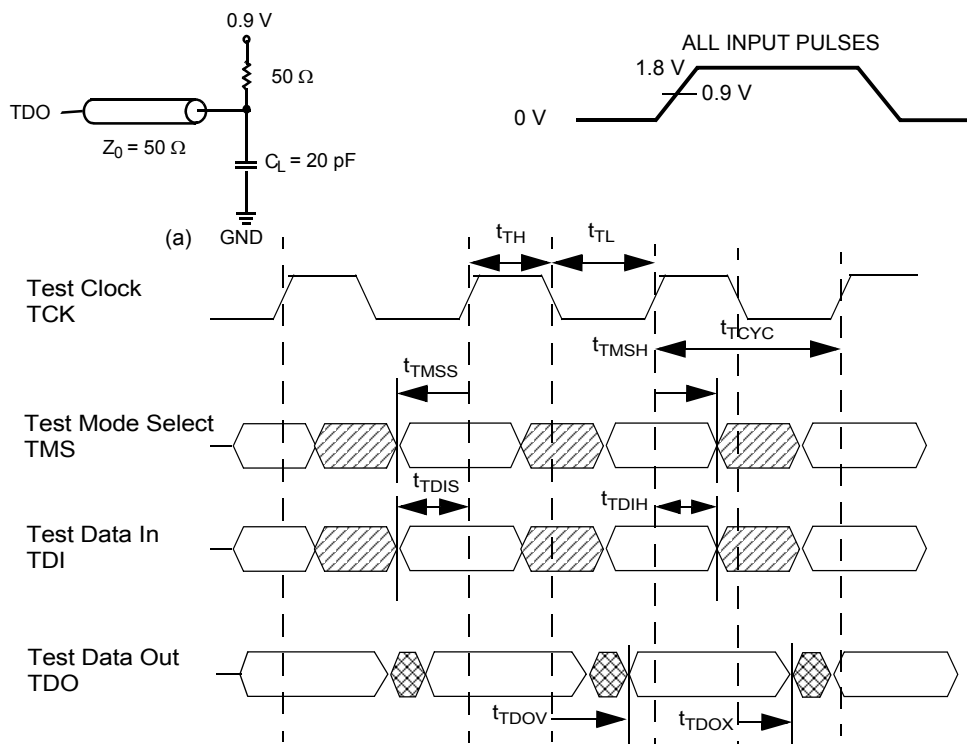 0.9 V
50 Ω
TDO
Z0 = 50 Ω
CL = 20 pF
(a) GND
ALL INPUT PULSES
1.8 V
0.9 V
0 V
tTH
tTL
Test Clock
TCK
tTMSH
tTCYC
tTMSS
Test Mode Select
TMS
tTDIS
tTDIH
Test Data In
TDI
Test Data Out
TDO
tTDOV
tTDOX